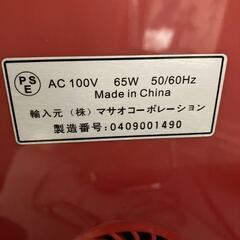 PSE
AC 100V 65W 50/60Hz
Made in China
輸入元（株）マサオコーポレーション
製造番号:0409001490